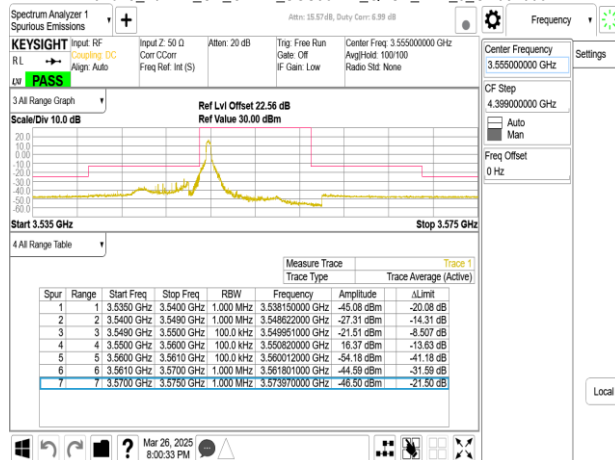 Spectrum Analyzer 1
Spurious Emissions
Attn: 15.57dB, Duty Corr: 6.99 dB
Frequency
KEYSIGHT
RL
Input: RF
Coupling: DC
Align: Auto
Input Z: 50 Ω
Corr CCorr
Freq Ref: Int (S)
Atten: 20 dB
Trig: Free Run
Gate: Off
IF Gain: Low
Center Freq: 3.555000000 GHz
Avg|Hold: 100/100
Radio Std: None
PASS
Center Frequency
3.555000000 GHz
Settings
CF Step
4.399000000 GHz
Auto
Man
Freq Offset
0 Hz
3 All Range Graph
Ref Lvl Offset 22.56 dB
Scale/Div 10.0 dB
Ref Value 30.00 dBm
20.0
10.0
0.00
-10.0
-20.0
-30.0
-40.0
-50.0
-60.0
Start 3.535 GHz
Stop 3.575 GHz
4 All Range Table
Measure Trace Trace 1
Trace Type Trace Average (Active)
Spur Range Start Freq Stop Freq RBW Frequency Amplitude ΔLimit
1 1 3.5350 GHz 3.5400 GHz 1.000 MHz 3.538150000 GHz -45.08 dBm -20.08 dB
2 2 3.5400 GHz 3.5490 GHz 1.000 MHz 3.548622000 GHz -27.31 dBm -14.31 dB
3 3 3.5490 GHz 3.5500 GHz 100.0 kHz 3.549951000 GHz -21.51 dBm -8.507 dB
4 4 3.5500 GHz 3.5600 GHz 100.0 kHz 3.550820000 GHz 16.37 dBm -13.63 dB
5 5 3.5600 GHz 3.5610 GHz 100.0 kHz 3.560012000 GHz -54.18 dBm -41.18 dB
6 6 3.5610 GHz 3.5700 GHz 1.000 MHz 3.561801000 GHz -44.59 dBm -31.59 dB
7 7 3.5700 GHz 3.5750 GHz 1.000 MHz 3.573970000 GHz -46.50 dBm -21.50 dB
Local
Mar 26, 2025
8:00:33 PM